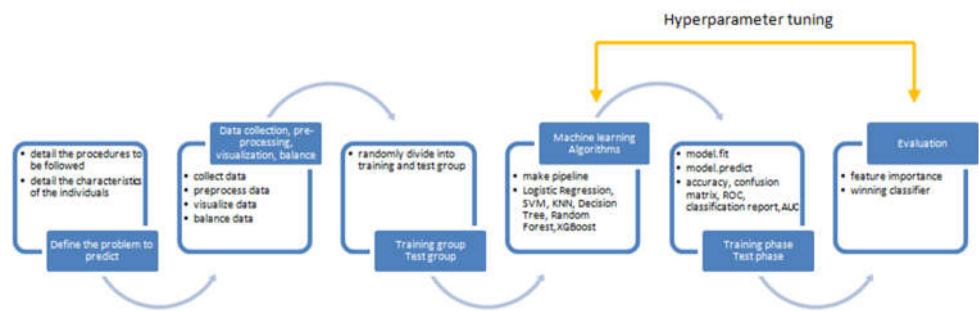 Hyperparameter tuning
• detail the procedures to
be followed
• detail the characteristics
of the individuals
Define the problem to
predict
Data collection, pre-
processing,
visualization, balance
• collect data
• preprocess data
• visualize data
• balance data
• randomly divide into
training and test group
Training group
Test group
Machine learning
Algorithms
• make pipeline
• Logistic Regression,
SVM, KNN, Decision
Tree, Random
Forest,XGBoost
• model.fit
• model.predict
• accuracy, confusion
matrix, ROC,
classification report,AUC
Training phase
Test phase
Evaluation
• feature importance
• winning classifier